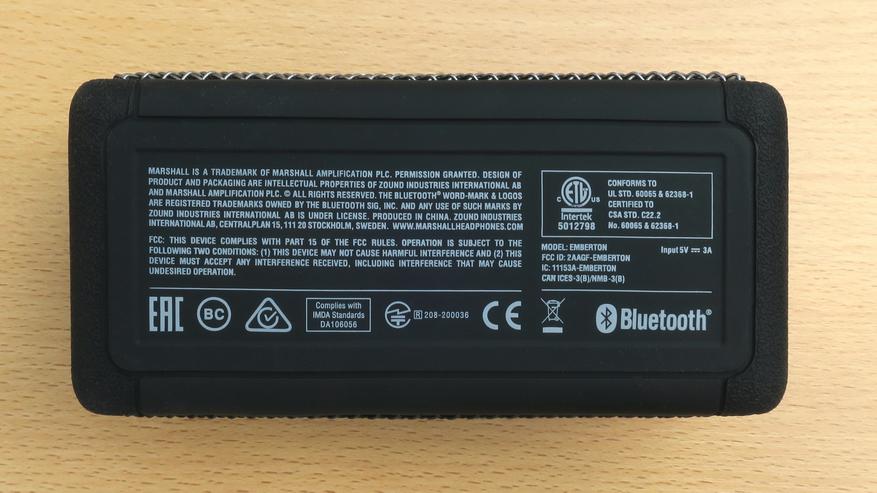 MARSHALL IS A TRADEMARK OF MARSHALL AMPLIFICATION PLC. PERMISSION GRANTED. DESIGN OF
PRODUCT AND PACKAGING ARE INTELLECTUAL PROPERTIES OF ZOUND INDUSTRIES INTERNATIONAL AB
AND MARSHALL AMPLIFICATION PLC. © ALL RIGHTS RESERVED. THE BLUETOOTH® WORD-MARK & LOGOS
ARE REGISTERED TRADEMARKS OWNED BY THE BLUETOOTH SIG, INC. AND ANY USE OF SUCH MARKS BY
ZOUND INDUSTRIES INTERNATIONAL AB IS UNDER LICENSE. PRODUCED IN CHINA. ZOUND INDUSTRIES
INTERNATIONAL AB, CENTRALPLAN 15, 111 20 STOCKHOLM, SWEDEN. WWW.MARSHALLHEADPHONES.COM
FCC: THIS DEVICE COMPLIES WITH PART 15 OF THE FCC RULES. OPERATION IS SUBJECT TO THE
FOLLOWING TWO CONDITIONS: (1) THIS DEVICE MAY NOT CAUSE HARMFUL INTERFERENCE AND (2) THIS
DEVICE MUST ACCEPT ANY INTERFERENCE RECEIVED, INCLUDING INTERFERENCE THAT MAY CAUSE
UNDESIRED OPERATION.
C ETL US
Intertek
5012798
CONFORMS TO
UL STD. 60065 & 62368-1
CERTIFIED TO
CSA STD. C22.2
No. 60065 & 62368-1
MODEL: EMBERTON Input 5V ⎓ 3A
FCC ID: 2AAGF-EMBERTON
IC: 11153A-EMBERTON
CAN ICES-3(B)/NMB-3(B)
EAC
BC
Complies with
IMDA Standards
DA106056
R 208-200036
CE
Bluetooth®